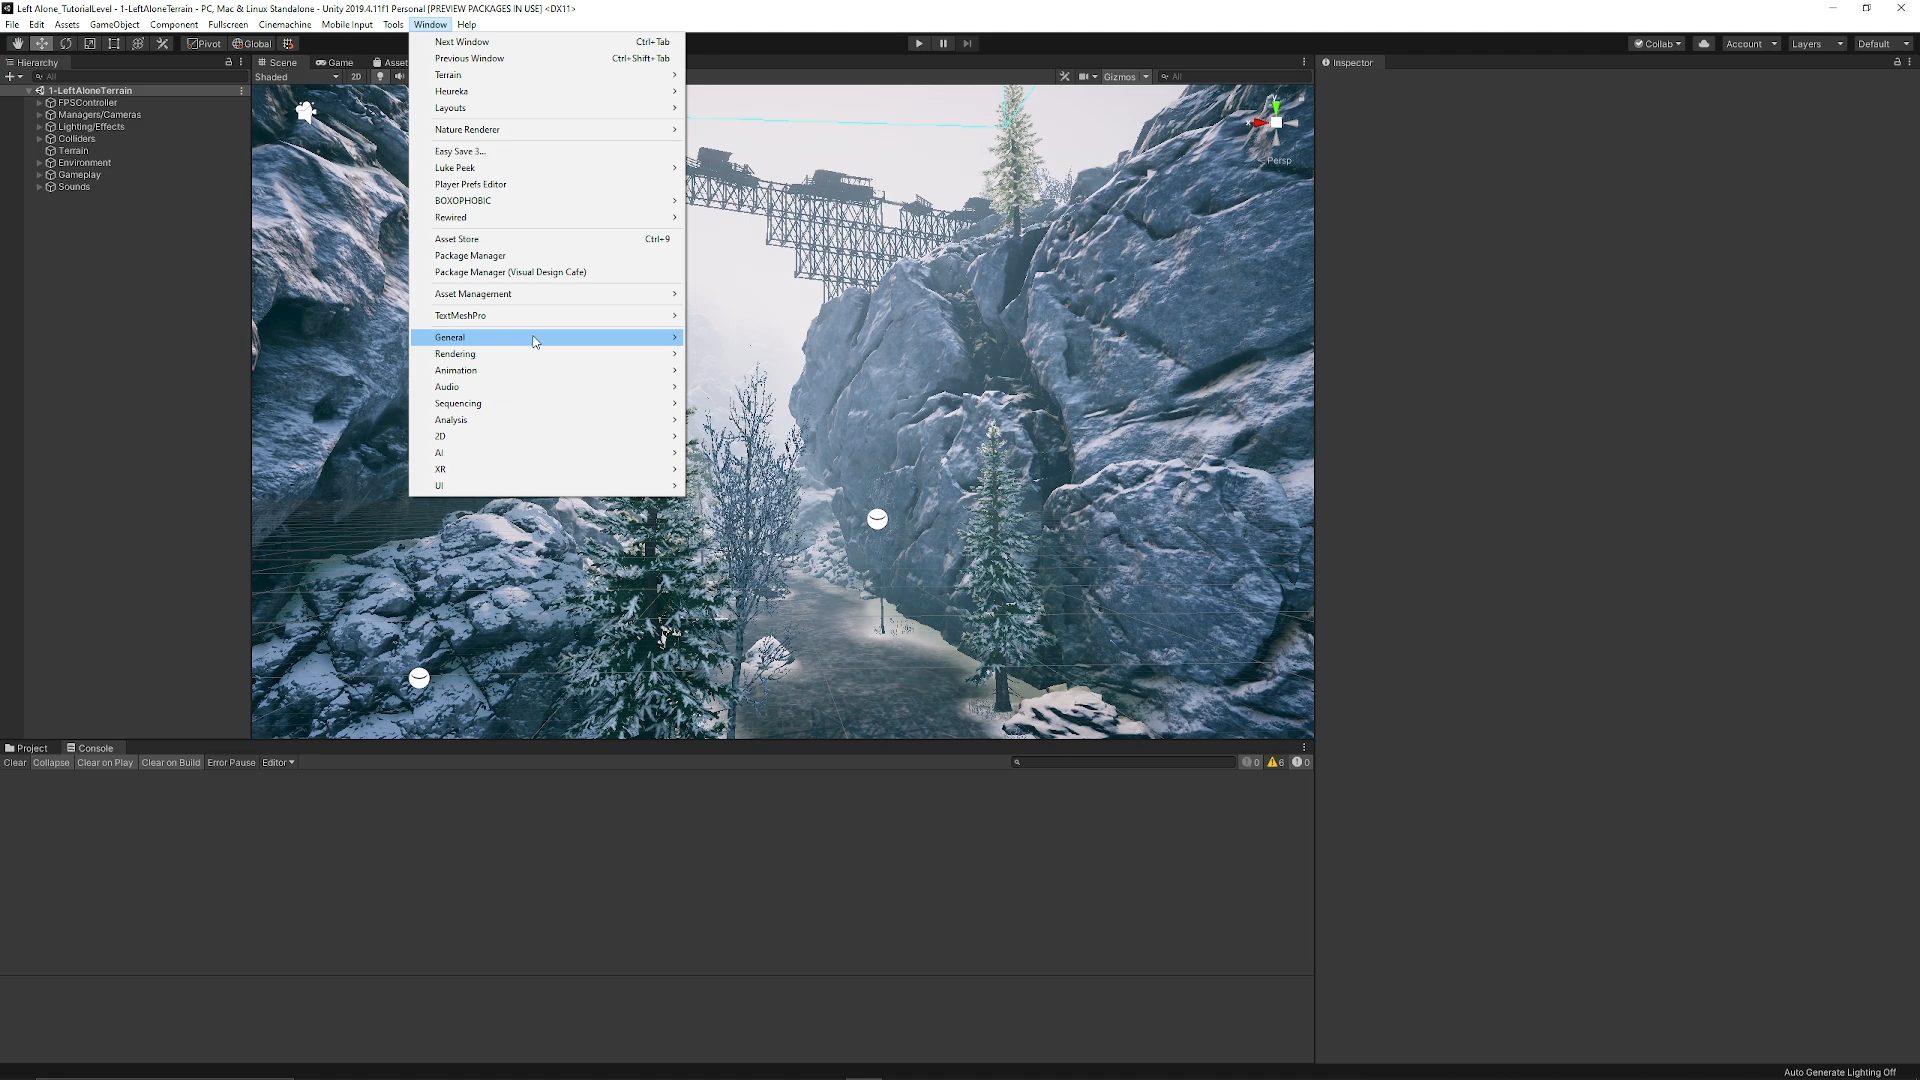 Left Alone_TutorialLevel - 1-LeftAloneTerrain - PC, Mac & Linux Standalone - Unity 2019.4.11f1 Personal [PREVIEW PACKAGES IN USE] <DX11>
File Edit Assets GameObject Component Fullscreen Cinemachine Mobile Input Tools Window Help
Pivot Global Collab Account Layers Default
Hierarchy
All
1-LeftAloneTerrain
FPSController
Managers/Cameras
Lighting/Effects
Colliders
Terrain
Environment
Gameplay
Sounds
Scene Game Asset
Shaded 2D Gizmos All
Next Window Ctrl+Tab
Previous Window Ctrl+Shift+Tab
Terrain
Heureka
Layouts
Nature Renderer
Easy Save 3...
Luke Peek
Player Prefs Editor
BOXOPHOBIC
Rewired
Asset Store Ctrl+9
Package Manager
Package Manager (Visual Design Cafe)
Asset Management
TextMeshPro
General
Rendering
Animation
Audio
Sequencing
Analysis
2D
AI
XR
UI
y
x
Persp
Inspector
Project Console
Clear Collapse Clear on Play Clear on Build Error Pause Editor 0 6 0
Auto Generate Lighting Off